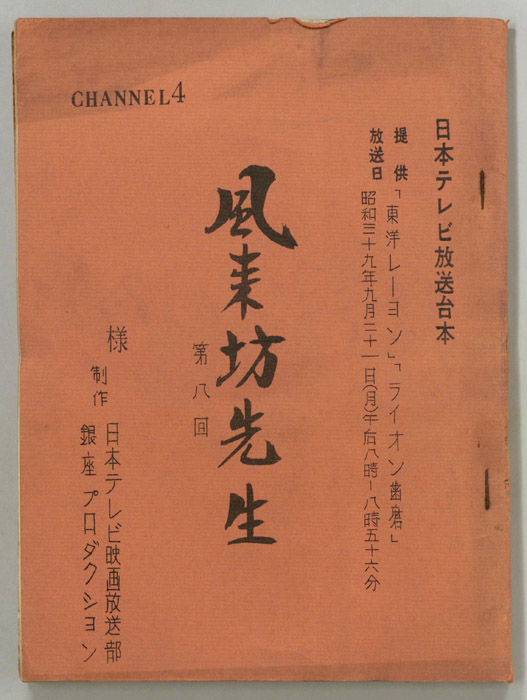 CHANNEL4
日本テレビ放送台本
提供「東洋レーヨン」「ライオン歯磨」
放送日 昭和三十九年九月二十一日(月)午后八時－八時五十六分
風来坊先生
第八回
様
制作 日本テレビ映画放送部
銀座プロダクション